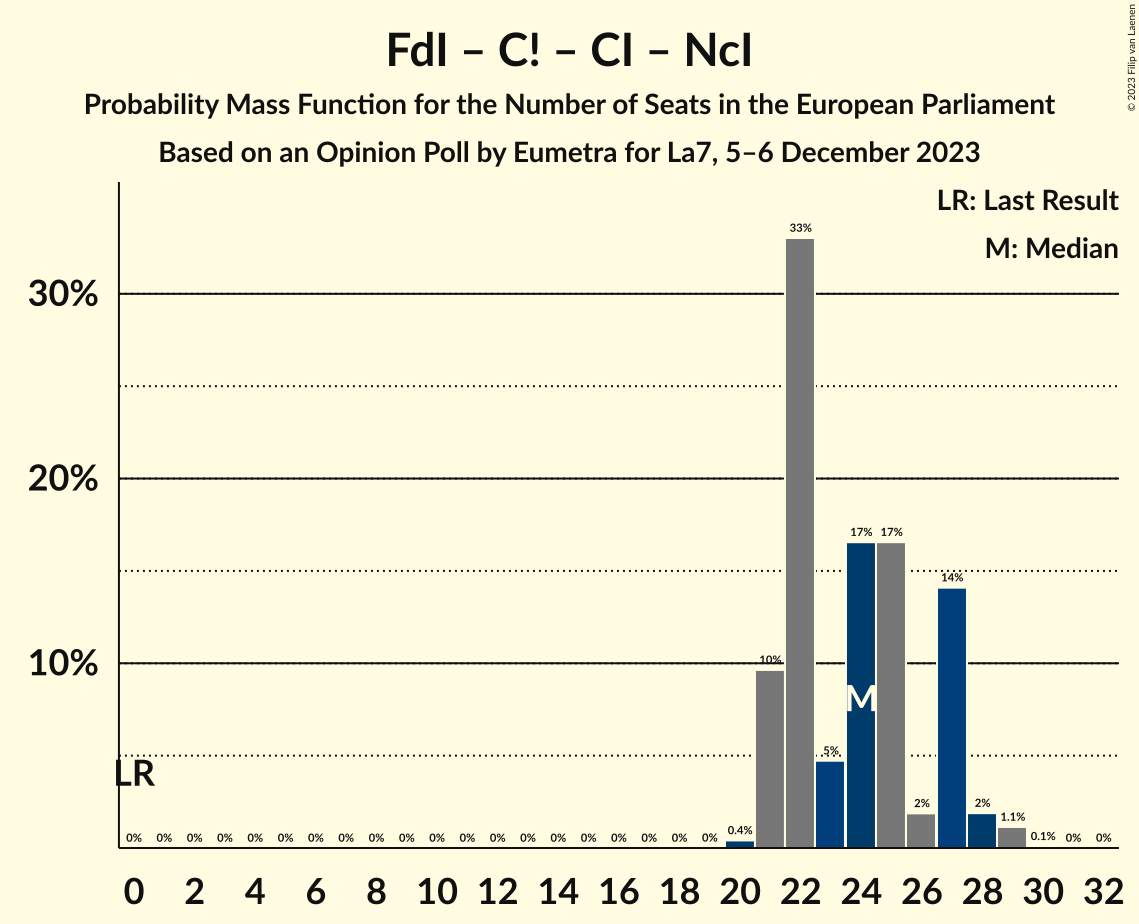 FdI – C! – CI – NcI
Probability Mass Function for the Number of Seats in the European Parliament
Based on an Opinion Poll by Eumetra for La7, 5–6 December 2023
© 2023 Filip van Laenen
LR: Last Result
M: Median
33%
30%
20%
17% 17%
14%
10%
10%
M
5%
LR
2% 2% 1.1%
0% 0% 0% 0% 0% 0% 0% 0% 0% 0% 0% 0% 0% 0% 0% 0% 0% 0% 0% 0% 0.4% 0.1% 0% 0%
0 2 4 6 8 10 12 14 16 18 20 22 24 26 28 30 32